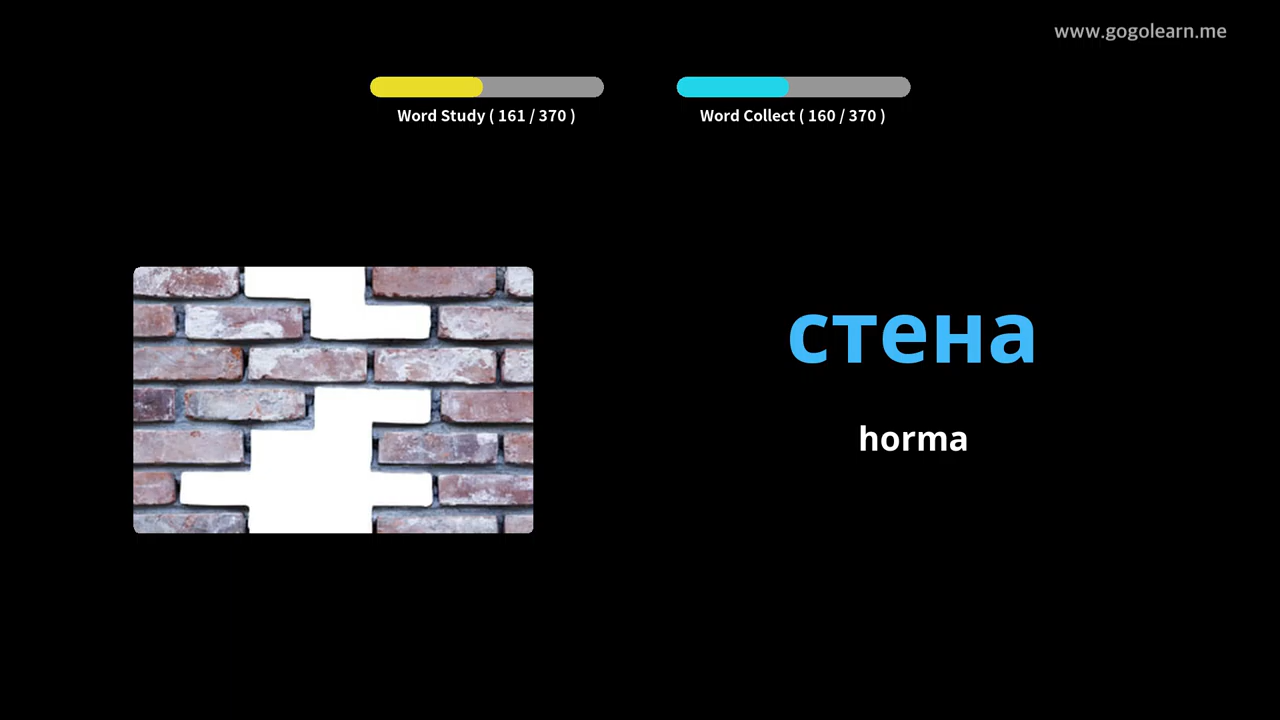 www.gogolearn.me
Word Study ( 161 / 370 )
Word Collect ( 160 / 370 )
стена
horma